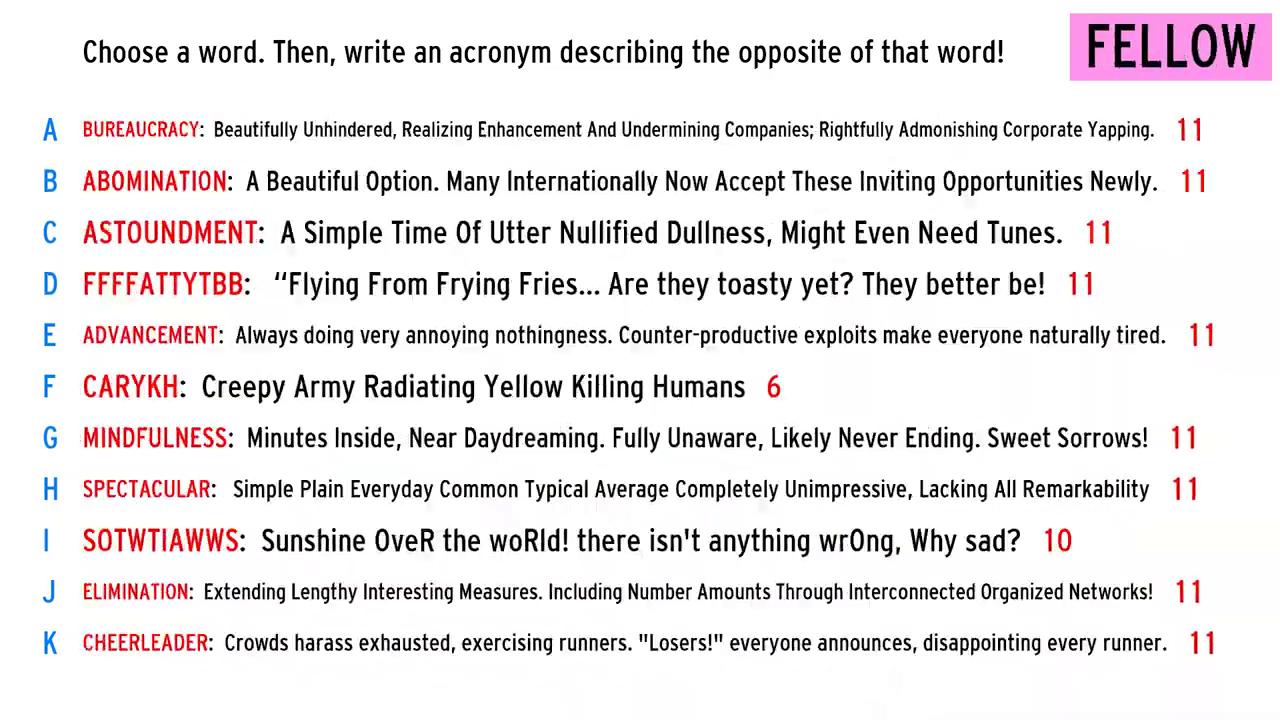 Choose a word. Then, write an acronym describing the opposite of that word!
FELLOW
A BUREAUCRACY: Beautifully Unhindered, Realizing Enhancement And Undermining Companies; Rightfully Admonishing Corporate Yapping. 11
B ABOMINATION: A Beautiful Option. Many Internationally Now Accept These Inviting Opportunities Newly. 11
C ASTOUNDMENT: A Simple Time Of Utter Nullified Dullness, Might Even Need Tunes. 11
D FFFFATTYTBB: “Flying From Frying Fries... Are they toasty yet? They better be! 11
E ADVANCEMENT: Always doing very annoying nothingness. Counter-productive exploits make everyone naturally tired. 11
F CARYKH: Creepy Army Radiating Yellow Killing Humans 6
G MINDFULNESS: Minutes Inside, Near Daydreaming. Fully Unaware, Likely Never Ending. Sweet Sorrows! 11
H SPECTACULAR: Simple Plain Everyday Common Typical Average Completely Unimpressive, Lacking All Remarkability 11
I SOTWTIAWWS: Sunshine OveR the woRld! there isn't anything wrOng, Why sad? 10
J ELIMINATION: Extending Lengthy Interesting Measures. Including Number Amounts Through Interconnected Organized Networks! 11
K CHEERLEADER: Crowds harass exhausted, exercising runners. "Losers!" everyone announces, disappointing every runner. 11